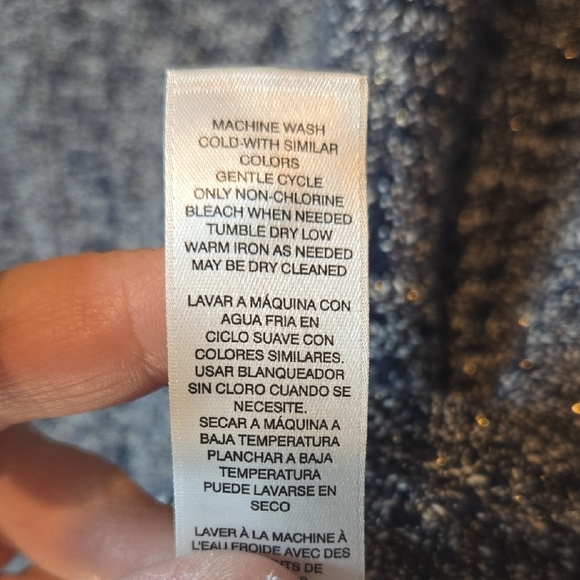 MACHINE WASH
COLD-WITH SIMILAR
COLORS
GENTLE CYCLE
ONLY NON-CHLORINE
BLEACH WHEN NEEDED
TUMBLE DRY LOW
WARM IRON AS NEEDED
MAY BE DRY CLEANED
LAVAR A MÁQUINA CON
AGUA FRIA EN
CICLO SUAVE CON
COLORES SIMILARES.
USAR BLANQUEADOR
SIN CLORO CUANDO SE
NECESITE.
SECAR A MÁQUINA A
BAJA TEMPERATURA
PLANCHAR A BAJA
TEMPERATURA
PUEDE LAVARSE EN
SECO
LAVER À LA MACHINE À
L'EAU FROIDE AVEC DES
DE